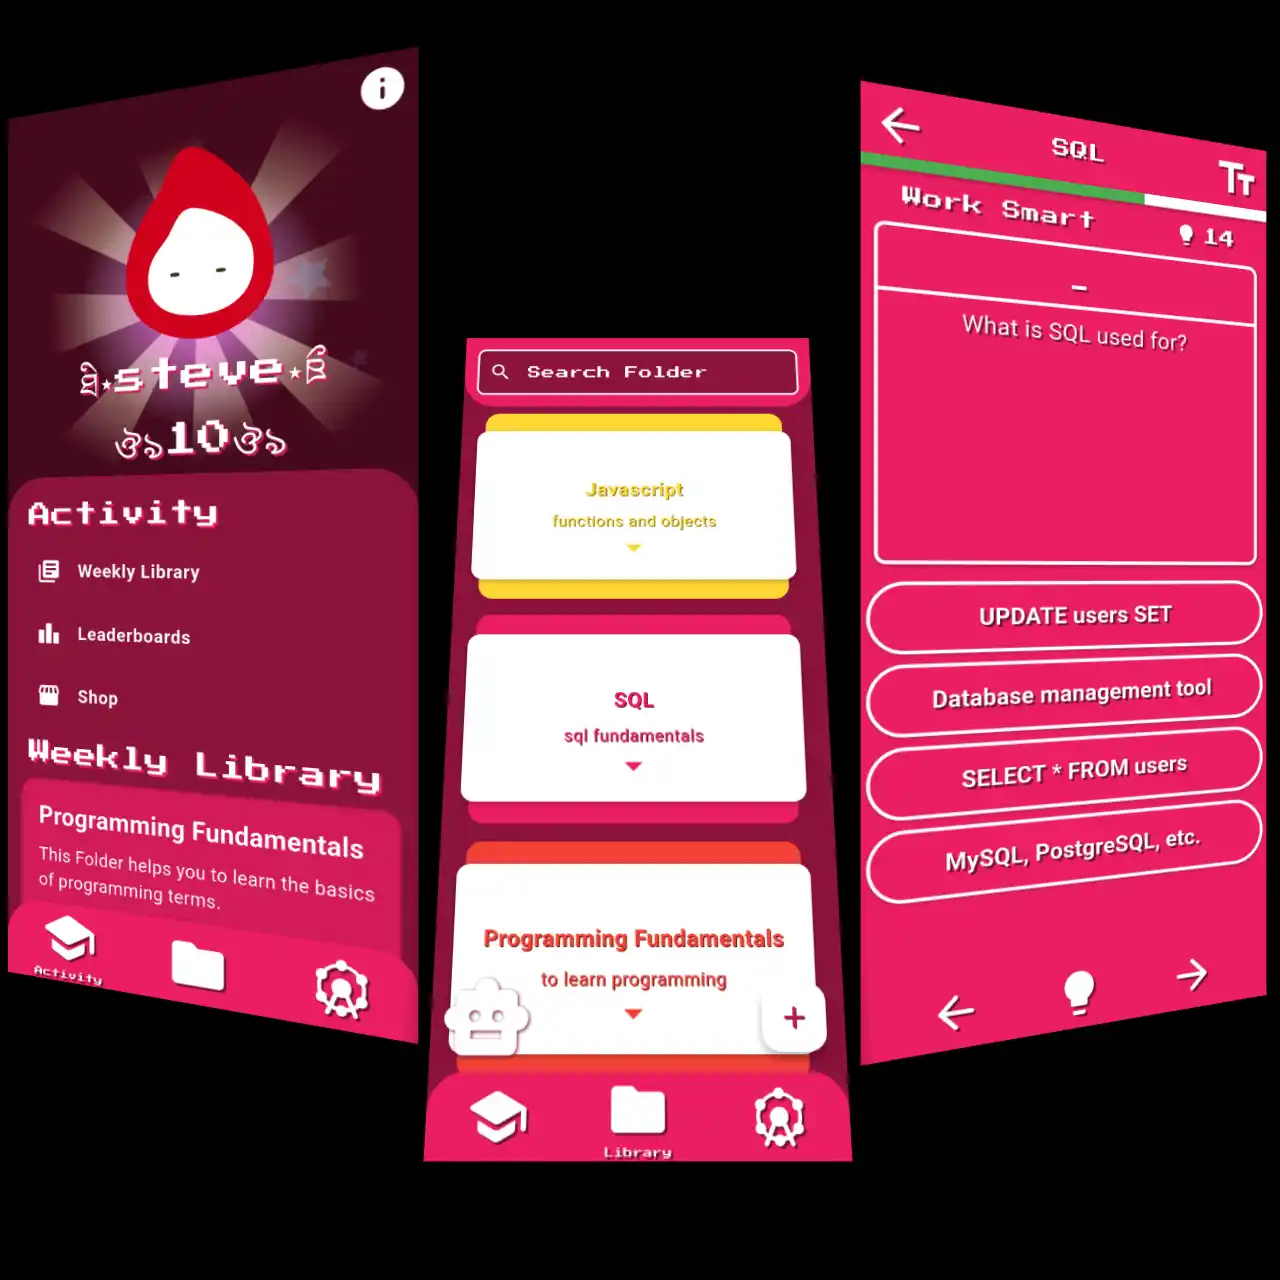 steve
10
Activity
Weekly Library
Leaderboards
Shop
Weekly Library
Programming Fundamentals
This Folder helps you to learn the basics
of programming terms.
Activity
Search Folder
Javascript
functions and objects
SQL
sql fundamentals
Programming Fundamentals
to learn programming
+
Library
SQL
TT
Work Smart
14
–
What is SQL used for?
UPDATE users SET
Database management tool
SELECT * FROM users
MySQL, PostgreSQL, etc.